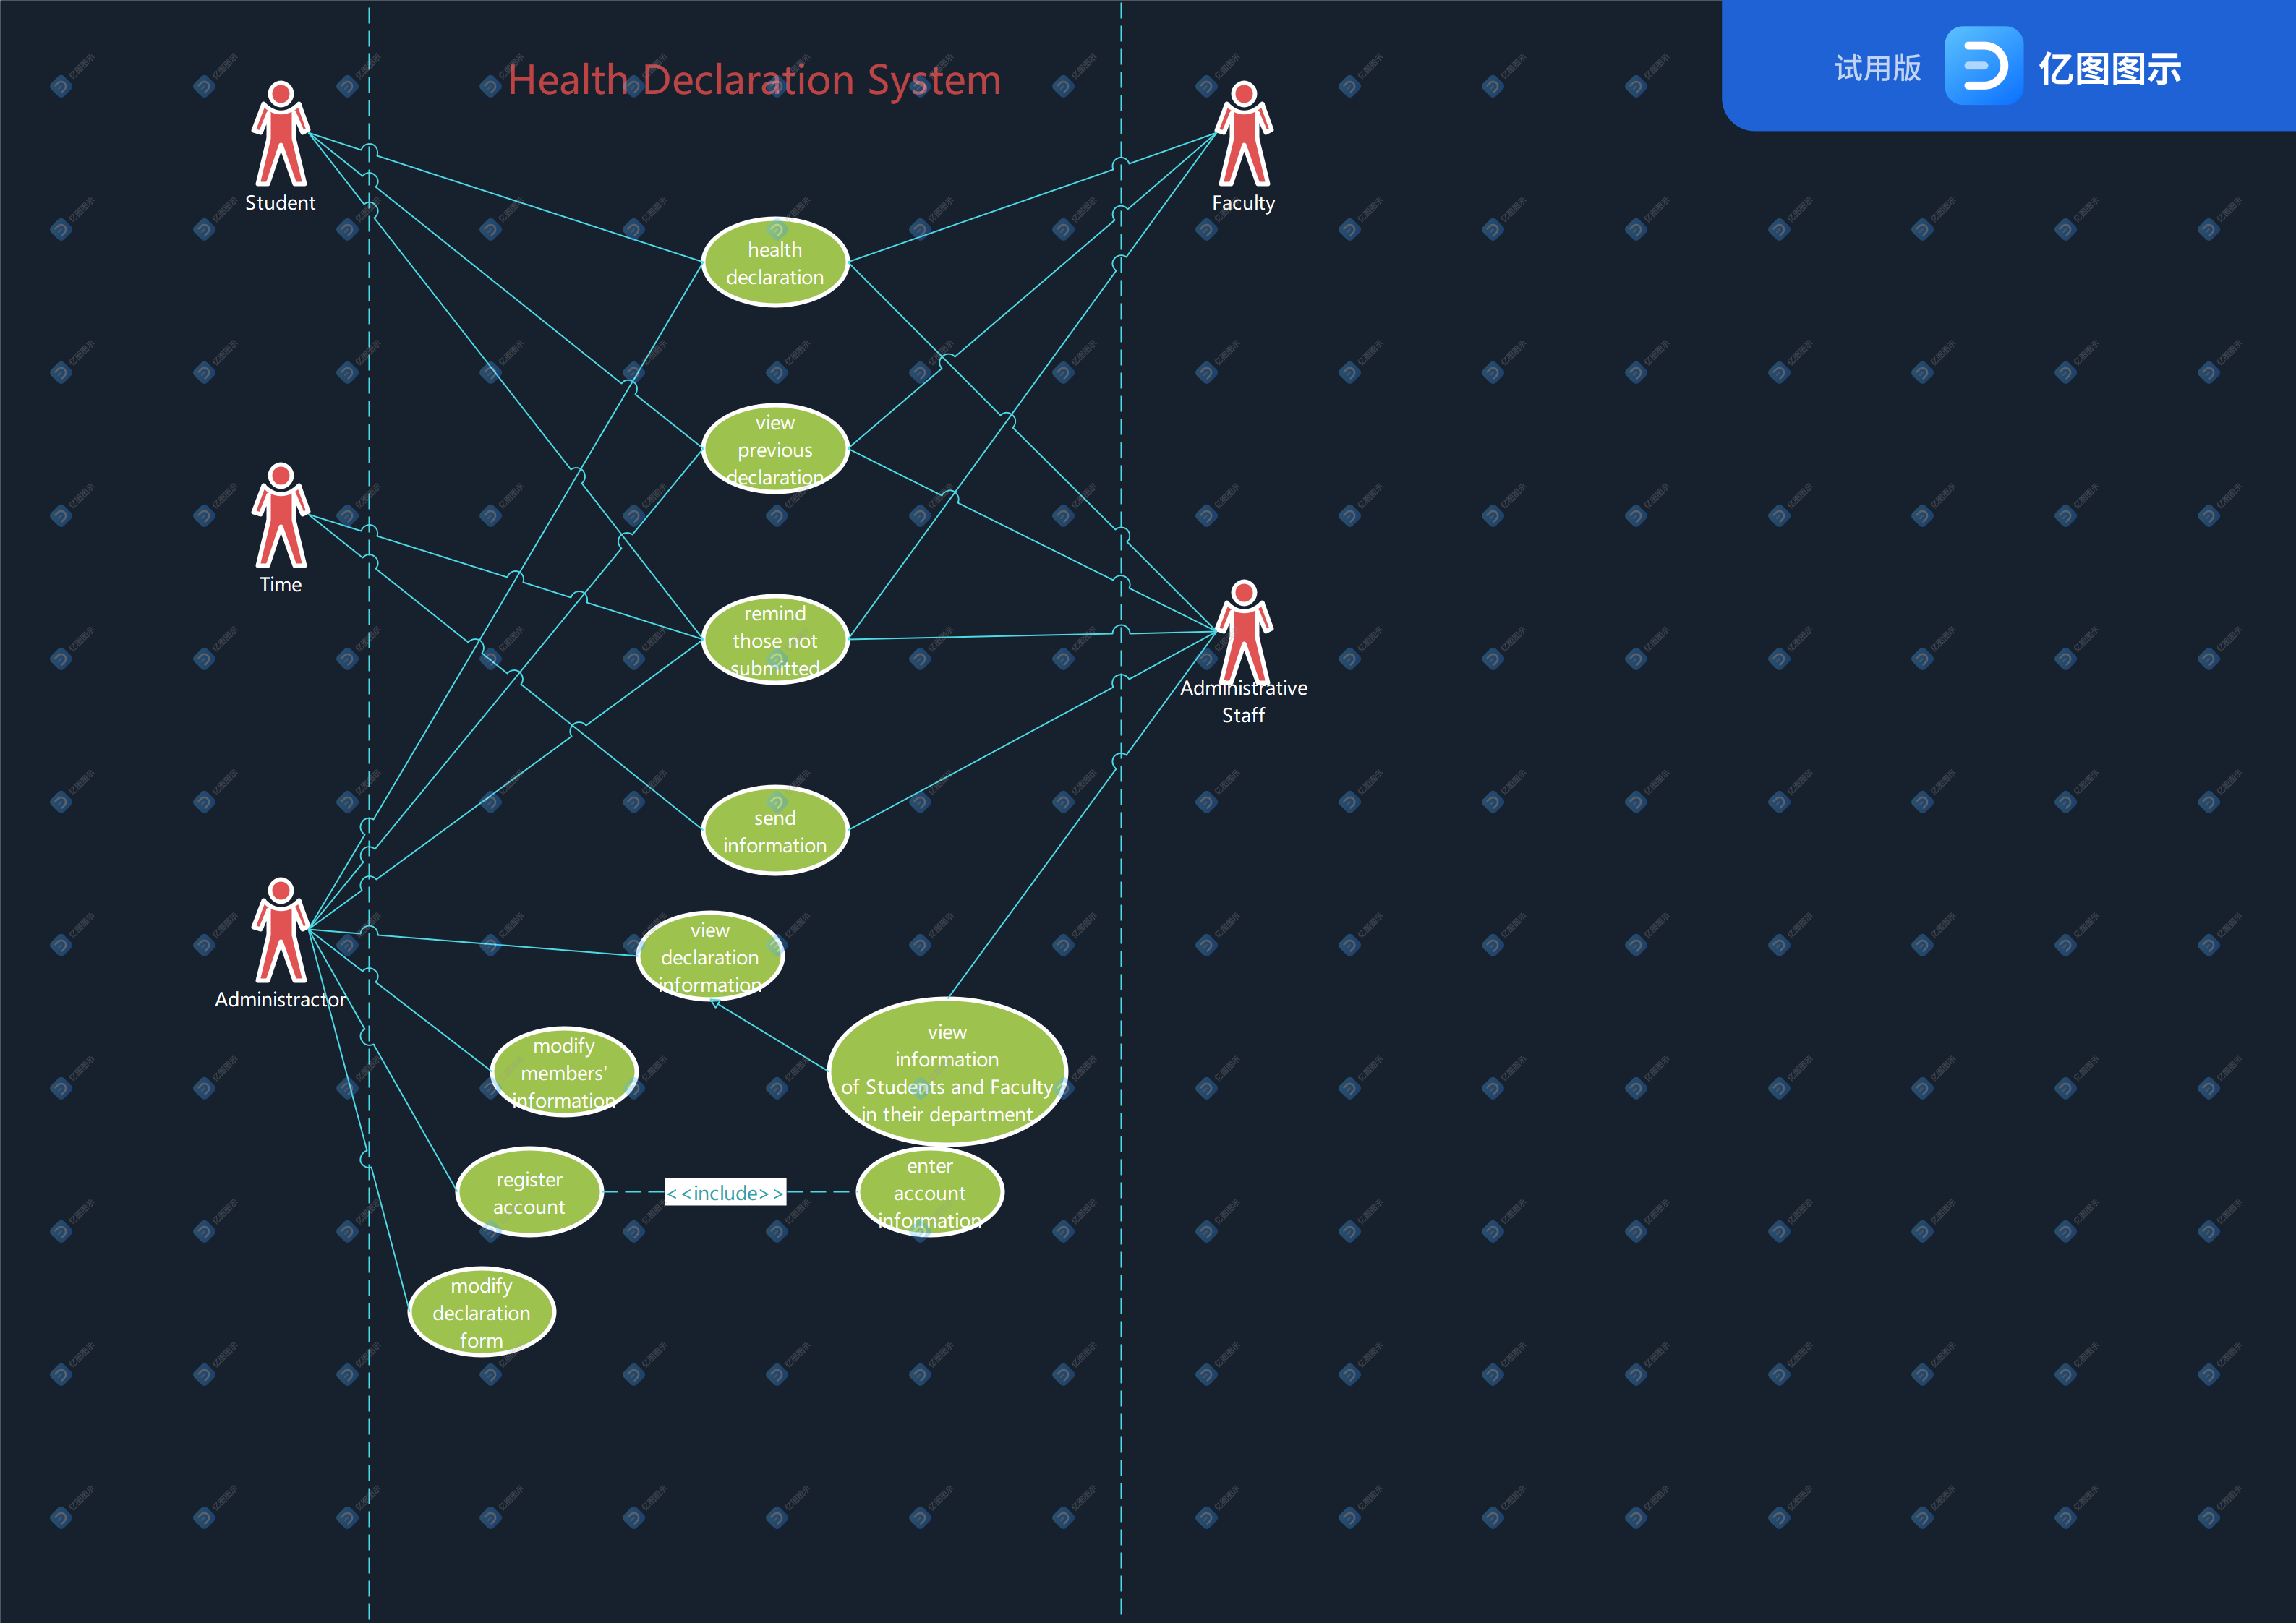 试用版
亿图图示
Health Declaration System
Student
Faculty
health
declaration
view
previous
declaration
Time
remind
those not
submitted
Administrative
Staff
send
information
view
declaration
information
Administractor
view
information
of Students and Faculty
in their department
modify
members'
information
register
account
<<include>>
enter
account
information
modify
declaration
form